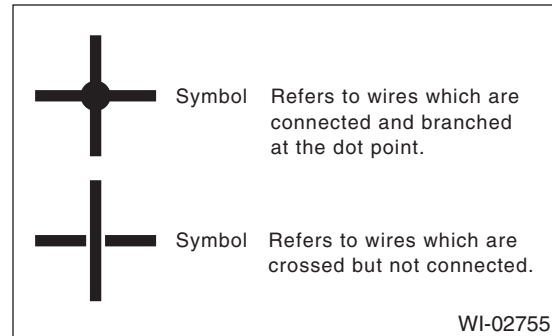 Symbol Refers to wires which are
connected and branched
at the dot point.
Symbol Refers to wires which are
crossed but not connected.
WI-02755